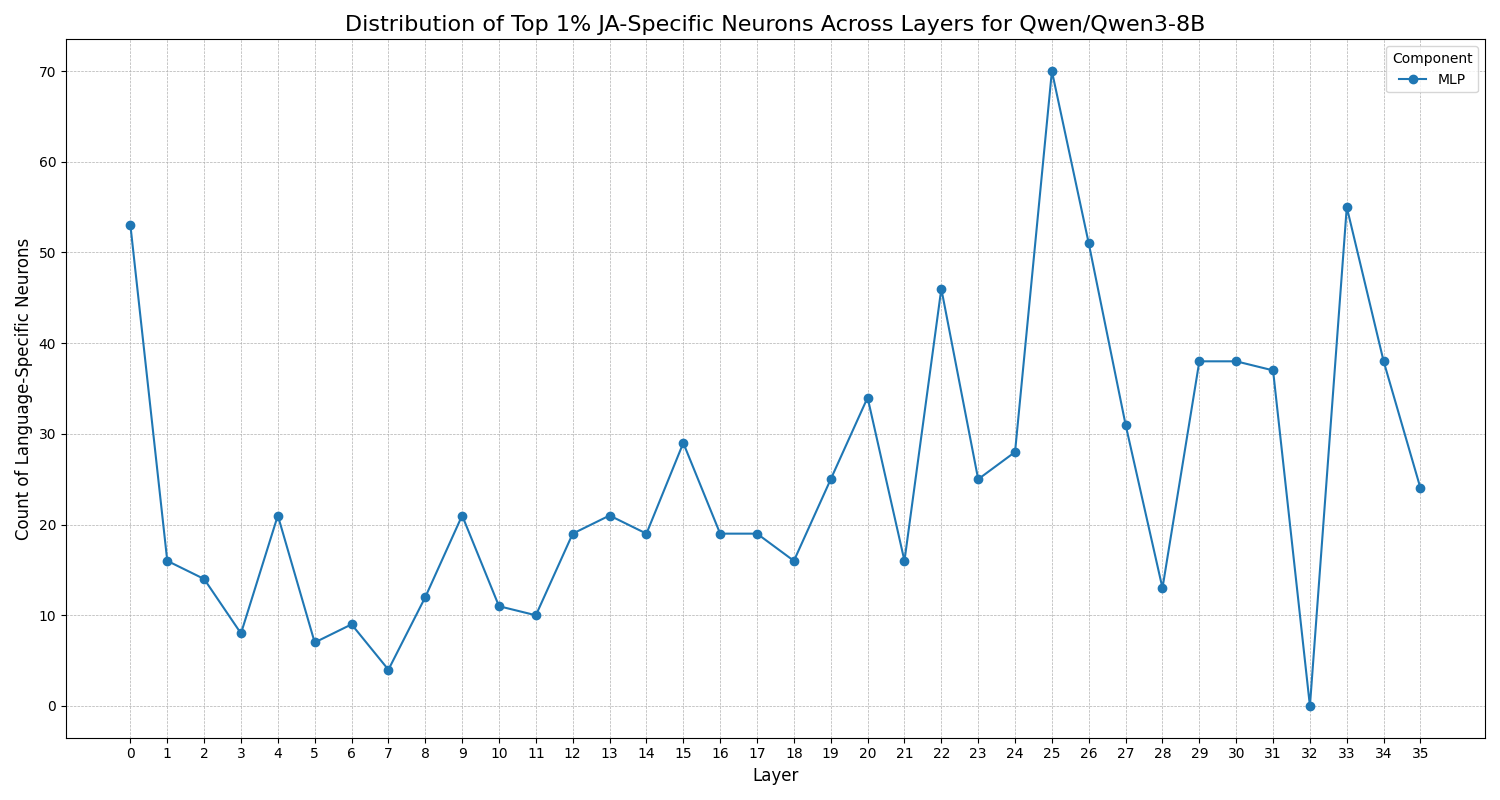 Distribution of Top 1% JA-Specific Neurons Across Layers for Qwen/Qwen3-8B
Component
MLP
Count of Language-Specific Neurons
70
60
50
40
30
20
10
0
0 1 2 3 4 5 6 7 8 9 10 11 12 13 14 15 16 17 18 19 20 21 22 23 24 25 26 27 28 29 30 31 32 33 34 35
Layer